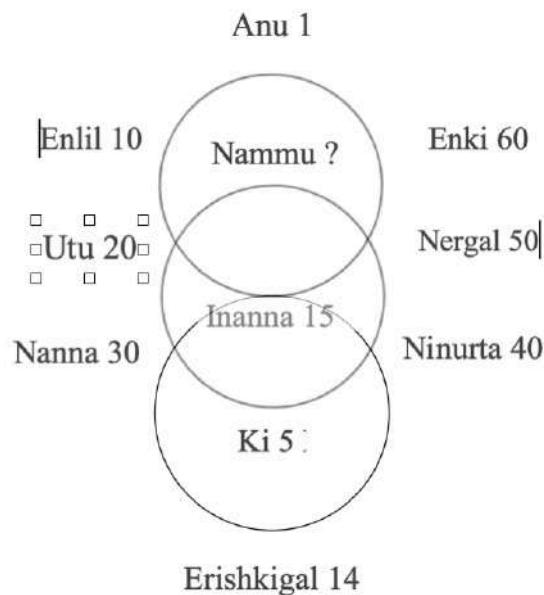 Anu 1
Enlil 10
Nammu ?
Enki 60
Utu 20
Nergal 50
Inanna 15
Nanna 30
Ninurta 40
Ki 5
Erishkigal 14